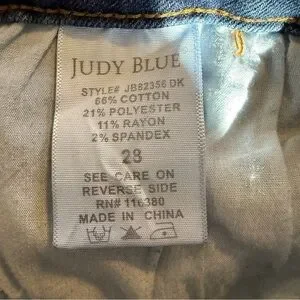 JUDY BLUE
STYLE# JB82356 DK
66% COTTON
21% POLYESTER
11% RAYON
2% SPANDEX
28
SEE CARE ON
REVERSE SIDE
RN# 116380
MADE IN CHINA